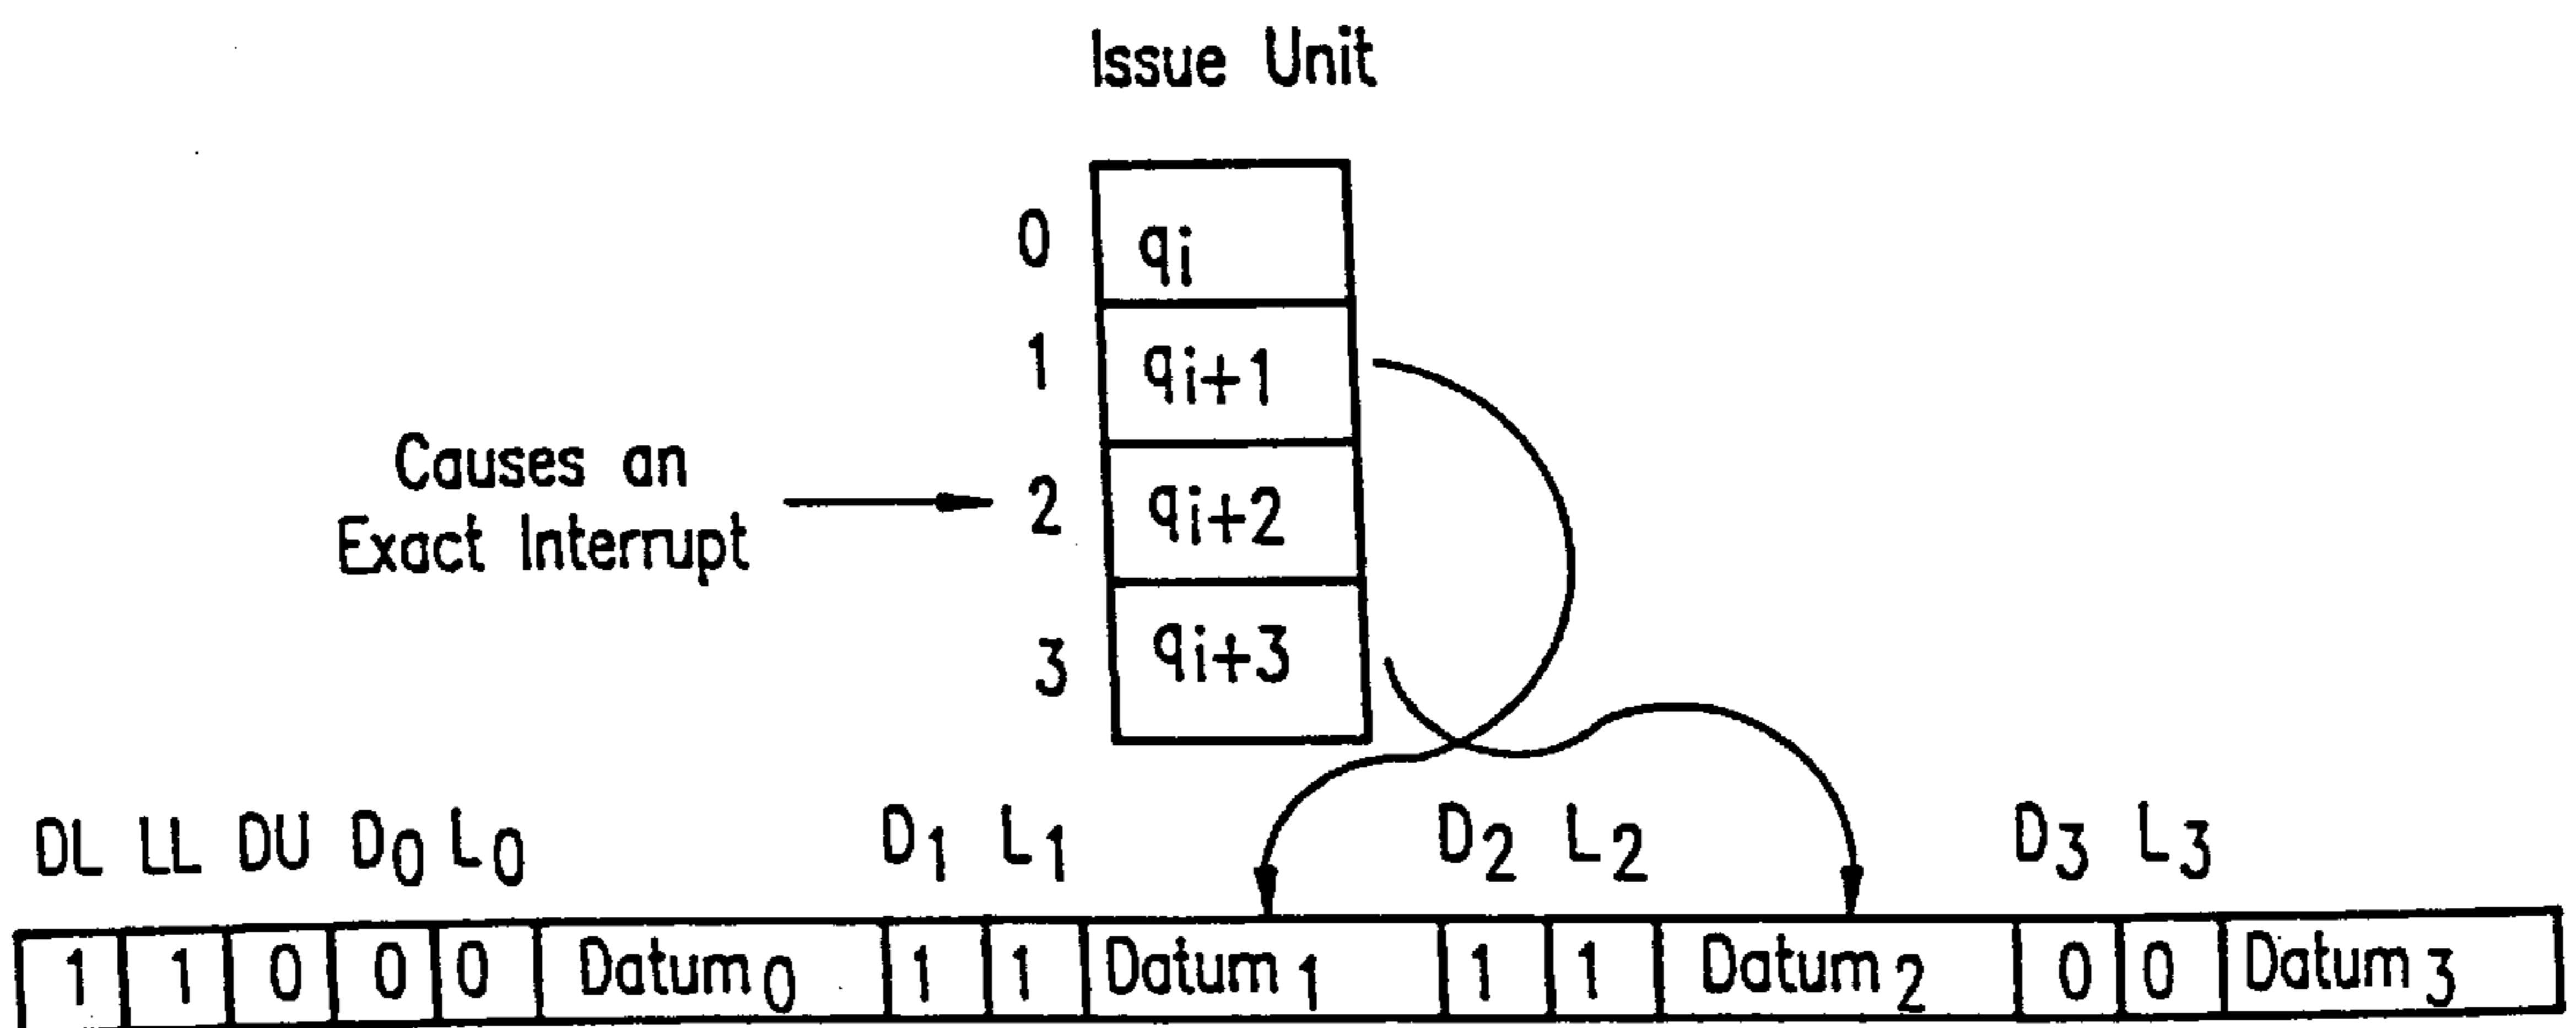 Issue Unit
0 qi
1 qi+1
Causes an
Exact Interrupt
2 qi+2
3 qi+3
DL LL DU D0 L0 D1 L1 D2 L2 D3 L3
1 1 0 0 0 Datum0 1 1 Datum1 1 1 Datum2 0 0 Datum3